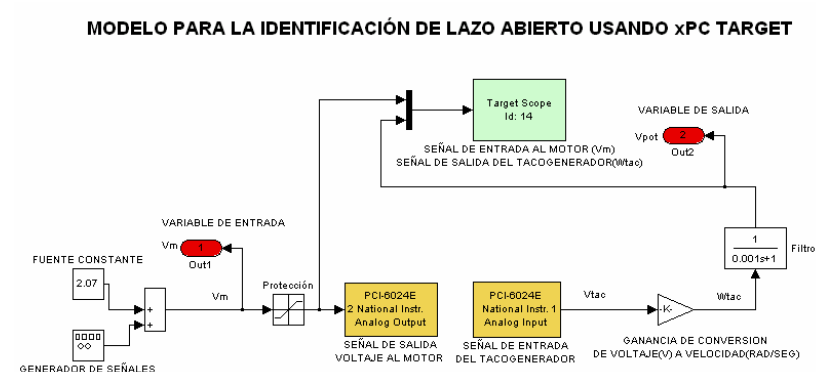 MODELO PARA LA IDENTIFICACIÓN DE LAZO ABIERTO USANDO xPC TARGET
Target Scope
Id: 14
SEÑAL DE ENTRADA AL MOTOR (Vm)
SEÑAL DE SALIDA DEL TACOGENERADOR(Wtac)
VARIABLE DE SALIDA
Vpot
2
Out2
VARIABLE DE ENTRADA
Vm
1
Out1
FUENTE CONSTANTE
2.07
+
+
Vm
GENERADOR DE SEÑALES
Protección
PCI-6024E
2 National Instr.
Analog Output
SEÑAL DE SALIDA
VOLTAJE AL MOTOR
PCI-6024E
National Instr. 1
Analog Input
SEÑAL DE ENTRADA
DEL TACOGENERADOR
Vtac
-K-
Wtac
GANANCIA DE CONVERSION
DE VOLTAJE(V) A VELOCIDAD(RAD/SEG)
1
0.001s+1
Filtro